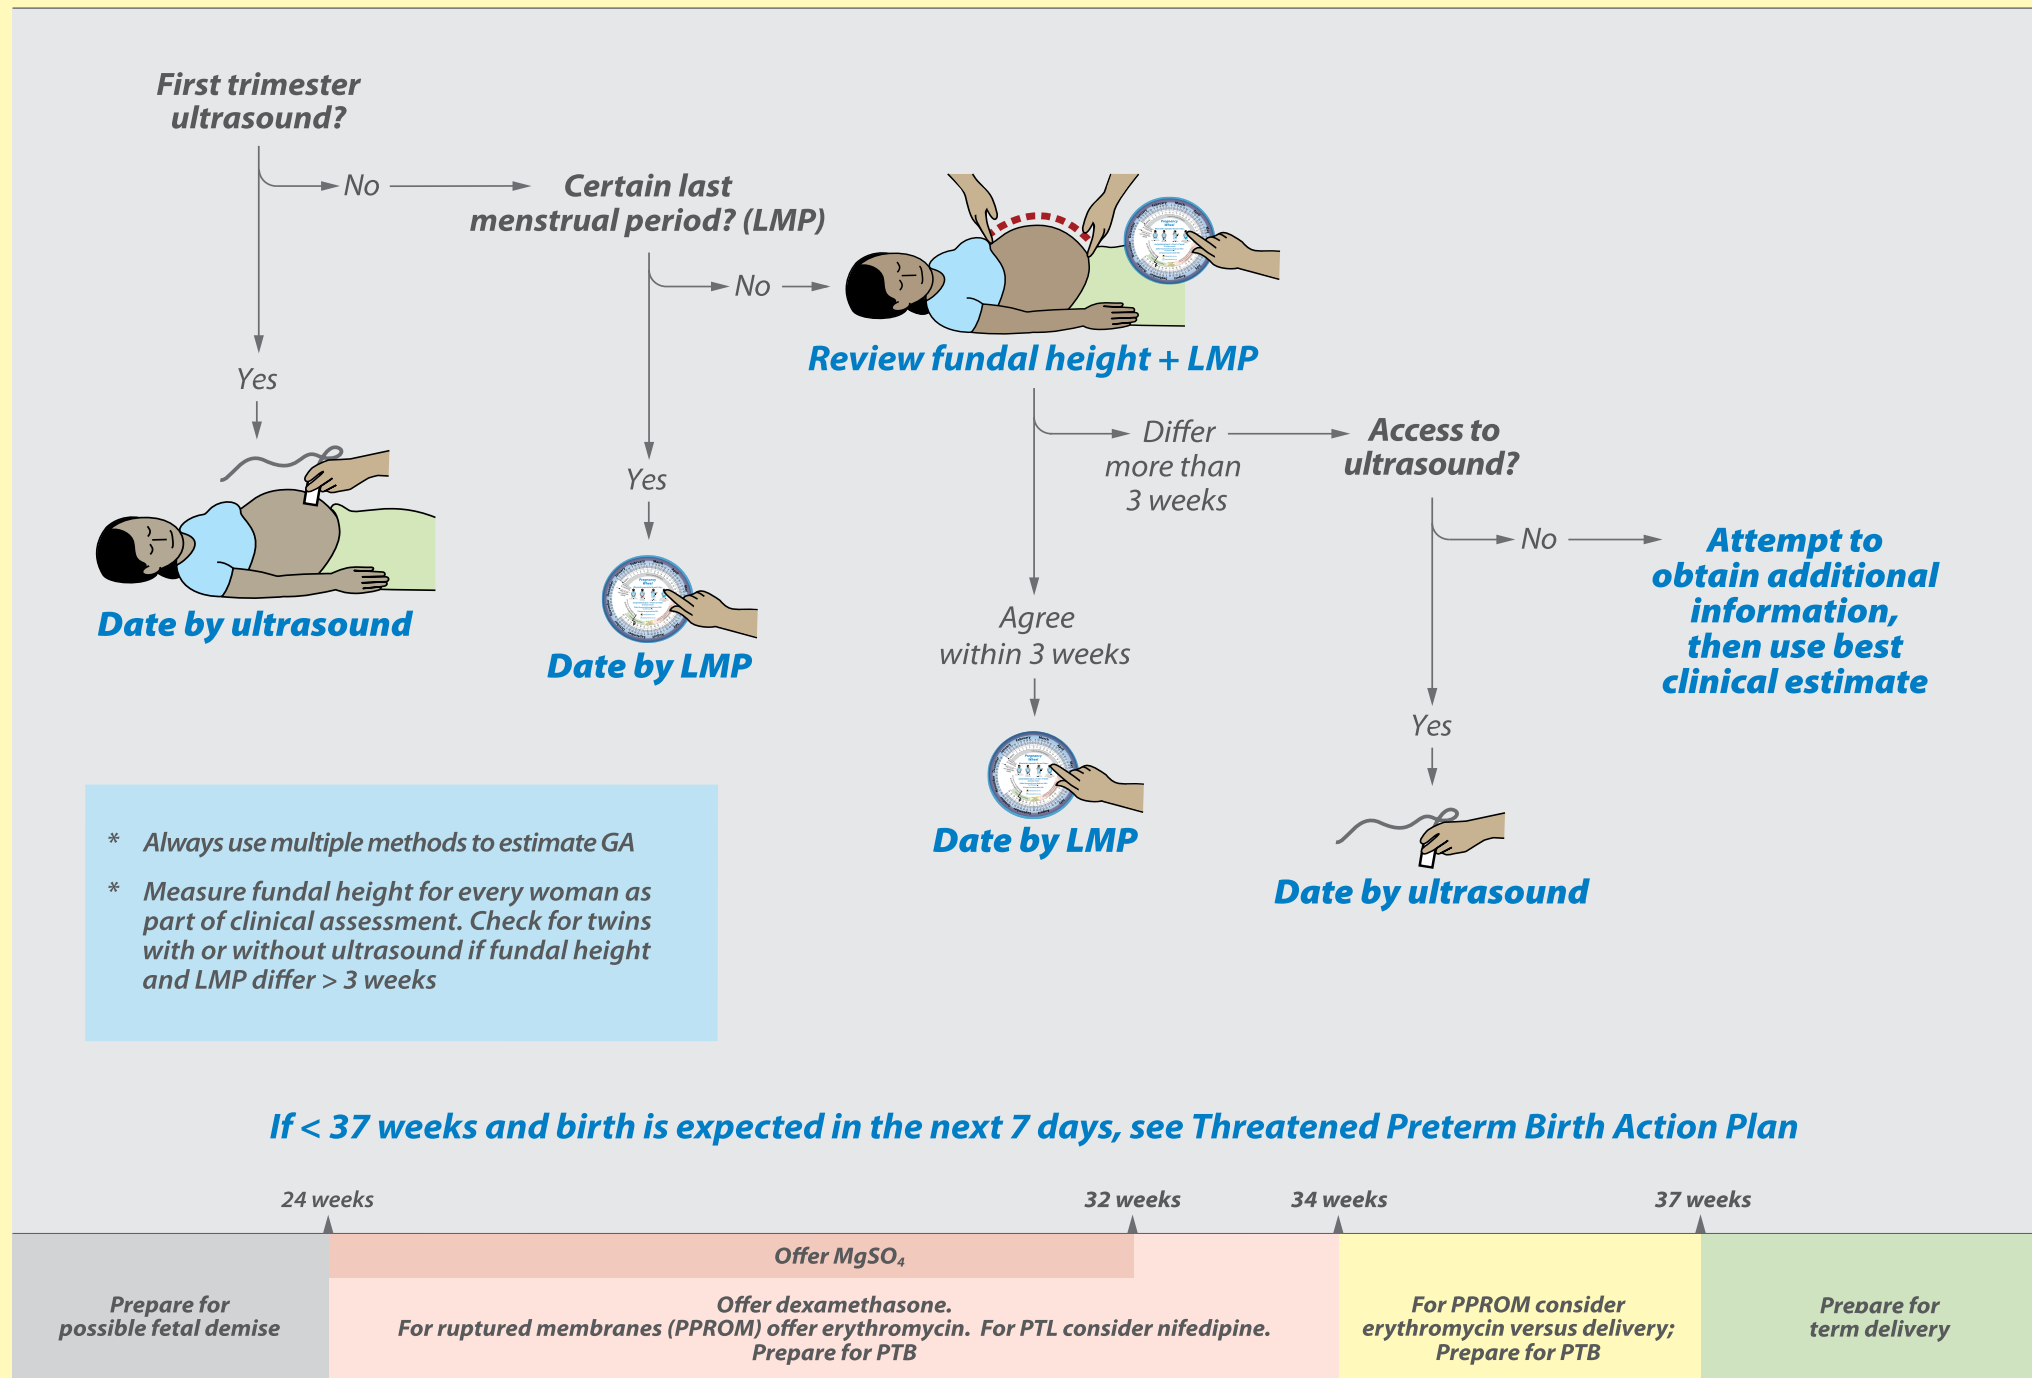 First trimester
ultrasound?
No
Certain last
menstrual period? (LMP)
No
Yes
Review fundal height + LMP
Differ
more than
3 weeks
Access to
ultrasound?
Yes
No
Attempt to
obtain additional
information,
then use best
clinical estimate
Date by ultrasound
Date by LMP
Agree
within 3 weeks
Yes
Date by LMP
Date by ultrasound
* Always use multiple methods to estimate GA
* Measure fundal height for every woman as
part of clinical assessment. Check for twins
with or without ultrasound if fundal height
and LMP differ > 3 weeks
If < 37 weeks and birth is expected in the next 7 days, see Threatened Preterm Birth Action Plan
24 weeks
32 weeks
34 weeks
37 weeks
Offer MgSO₄
Prepare for
possible fetal demise
Offer dexamethasone.
For ruptured membranes (PPROM) offer erythromycin. For PTL consider nifedipine.
Prepare for PTB
For PPROM consider
erythromycin versus delivery;
Prepare for PTB
Prepare for
term delivery